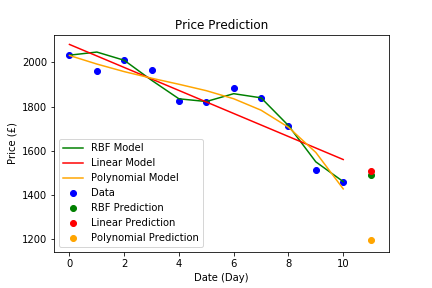 Price Prediction
Price (£)
2000
1800
1600
1400
1200
RBF Model
Linear Model
Polynomial Model
Data
RBF Prediction
Linear Prediction
Polynomial Prediction
0 2 4 6 8 10
Date (Day)